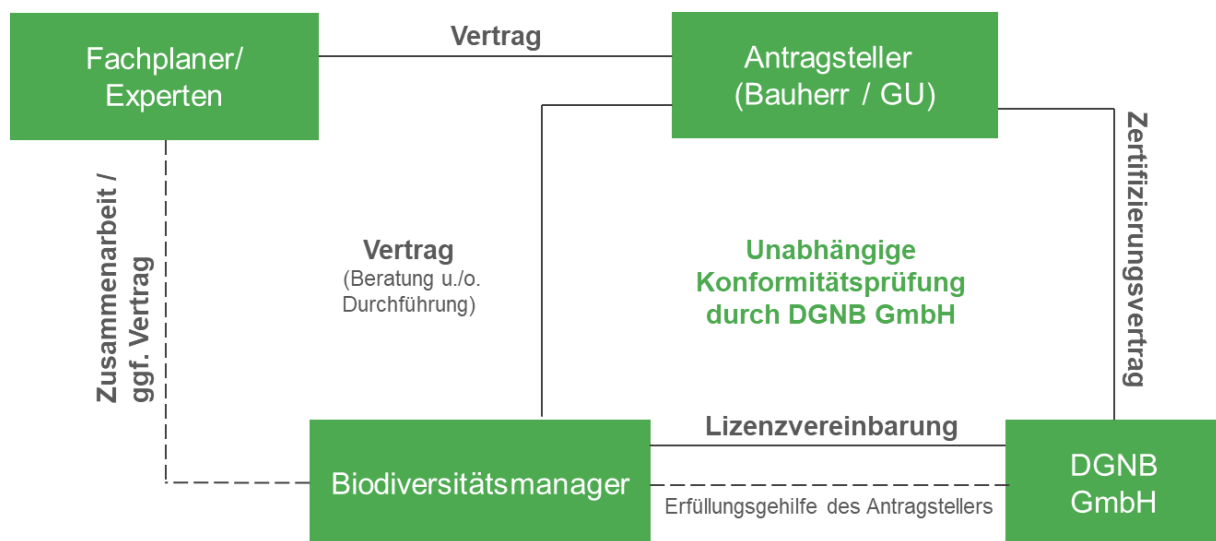 Fachplaner/
Experten
Vertrag
Antragsteller
(Bauherr / GU)
Zusammenarbeit /
ggf. Vertrag
Vertrag
(Beratung u./o.
Durchführung)
Unabhängige
Konformitätsprüfung
durch DGNB GmbH
Zertifizierungsvertrag
Biodiversitätsmanager
Lizenzvereinbarung
Erfüllungsgehilfe des Antragstellers
DGNB
GmbH